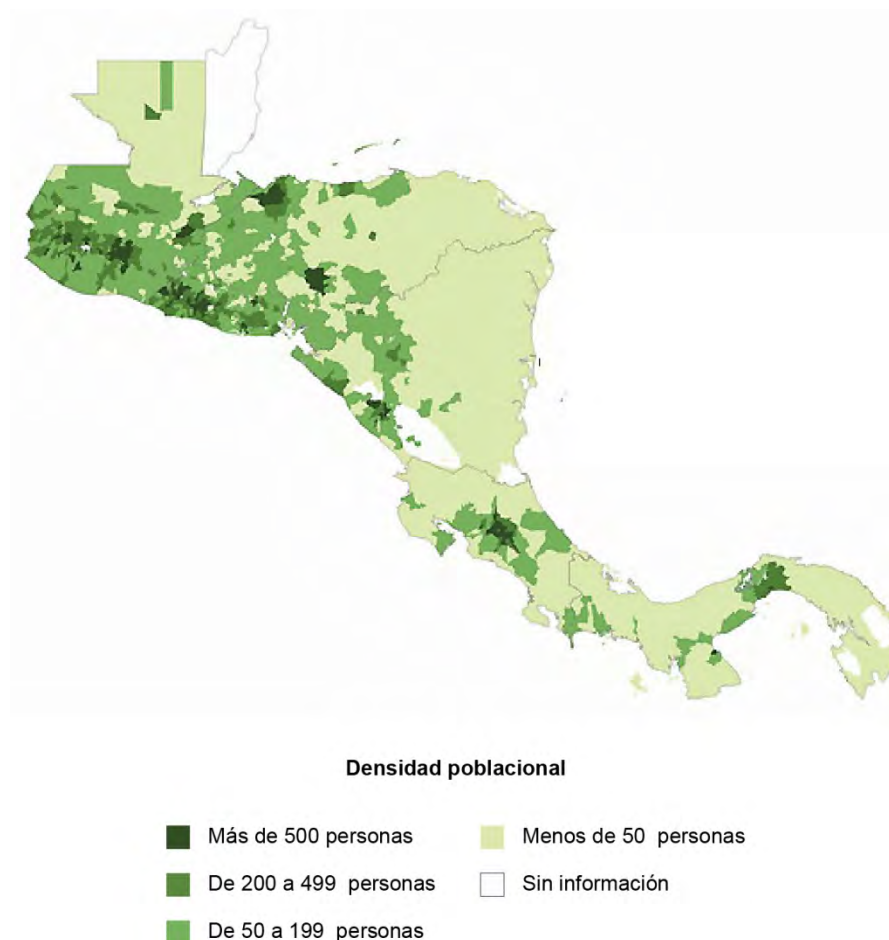 Densidad poblacional
Más de 500 personas
De 200 a 499 personas
De 50 a 199 personas
Menos de 50 personas
Sin información